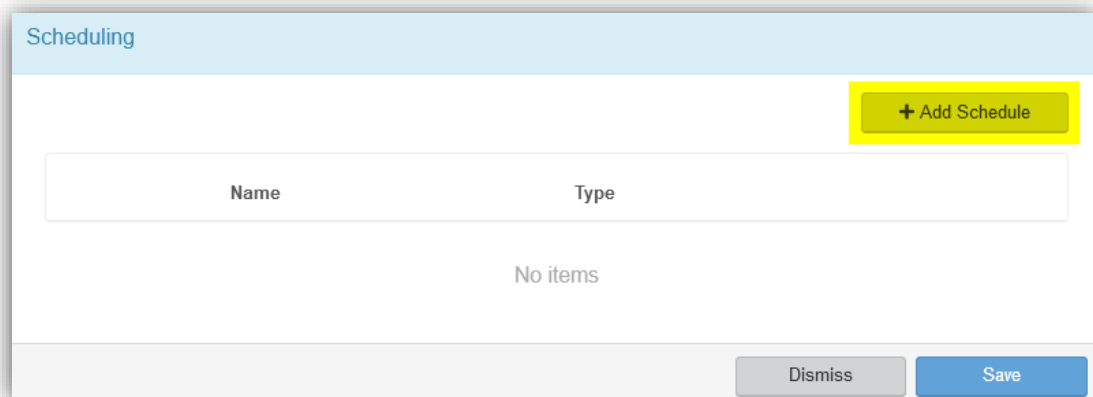 Scheduling
+ Add Schedule
Name Type
No items
Dismiss Save